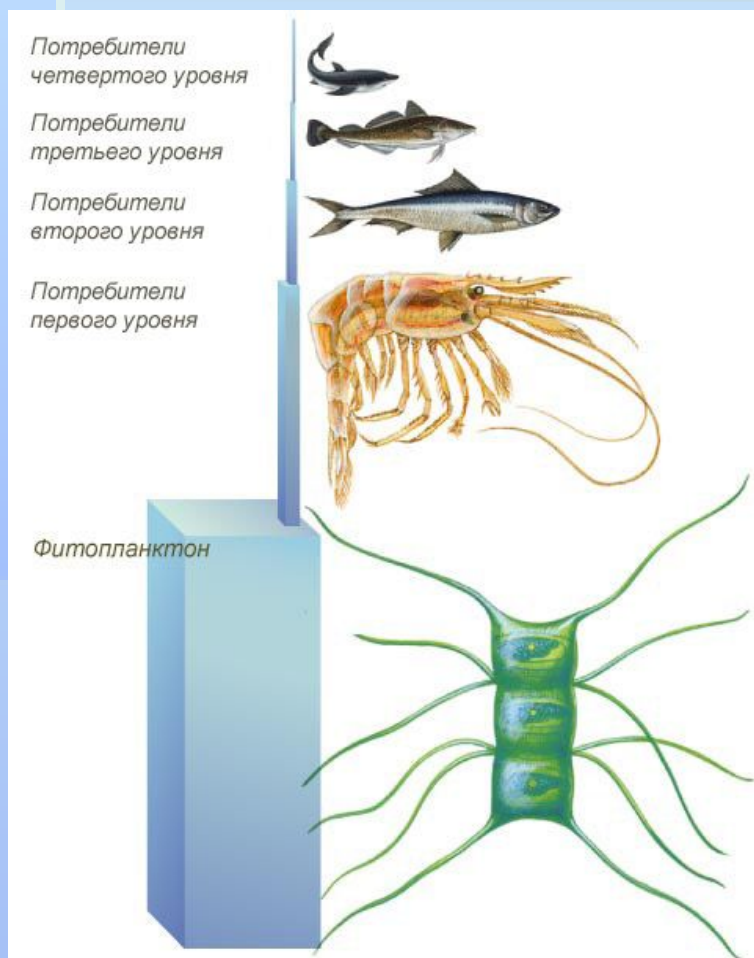 Потребители
четвертого уровня
Потребители
третьего уровня
Потребители
второго уровня
Потребители
первого уровня
Фитопланктон